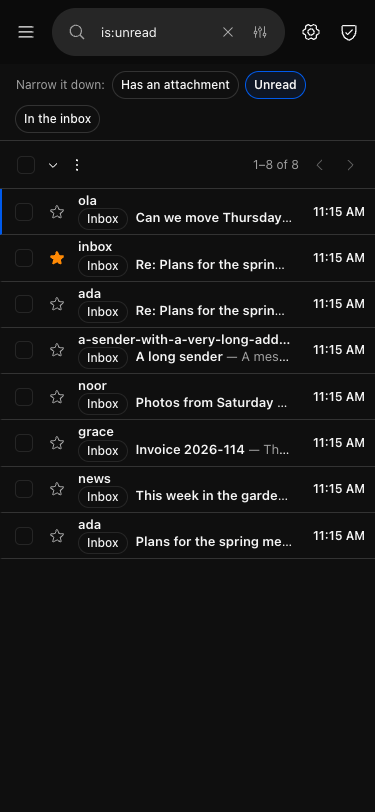 is:unread
Narrow it down: Has an attachment Unread
In the inbox
1–8 of 8
ola
Inbox Can we move Thursday... 11:15 AM
inbox
Inbox Re: Plans for the sprin... 11:15 AM
ada
Inbox Re: Plans for the sprin... 11:15 AM
a-sender-with-a-very-long-add...
Inbox A long sender — A mes... 11:15 AM
noor
Inbox Photos from Saturday ... 11:15 AM
grace
Inbox Invoice 2026-114 — Th... 11:15 AM
news
Inbox This week in the garde... 11:15 AM
ada
Inbox Plans for the spring me... 11:15 AM